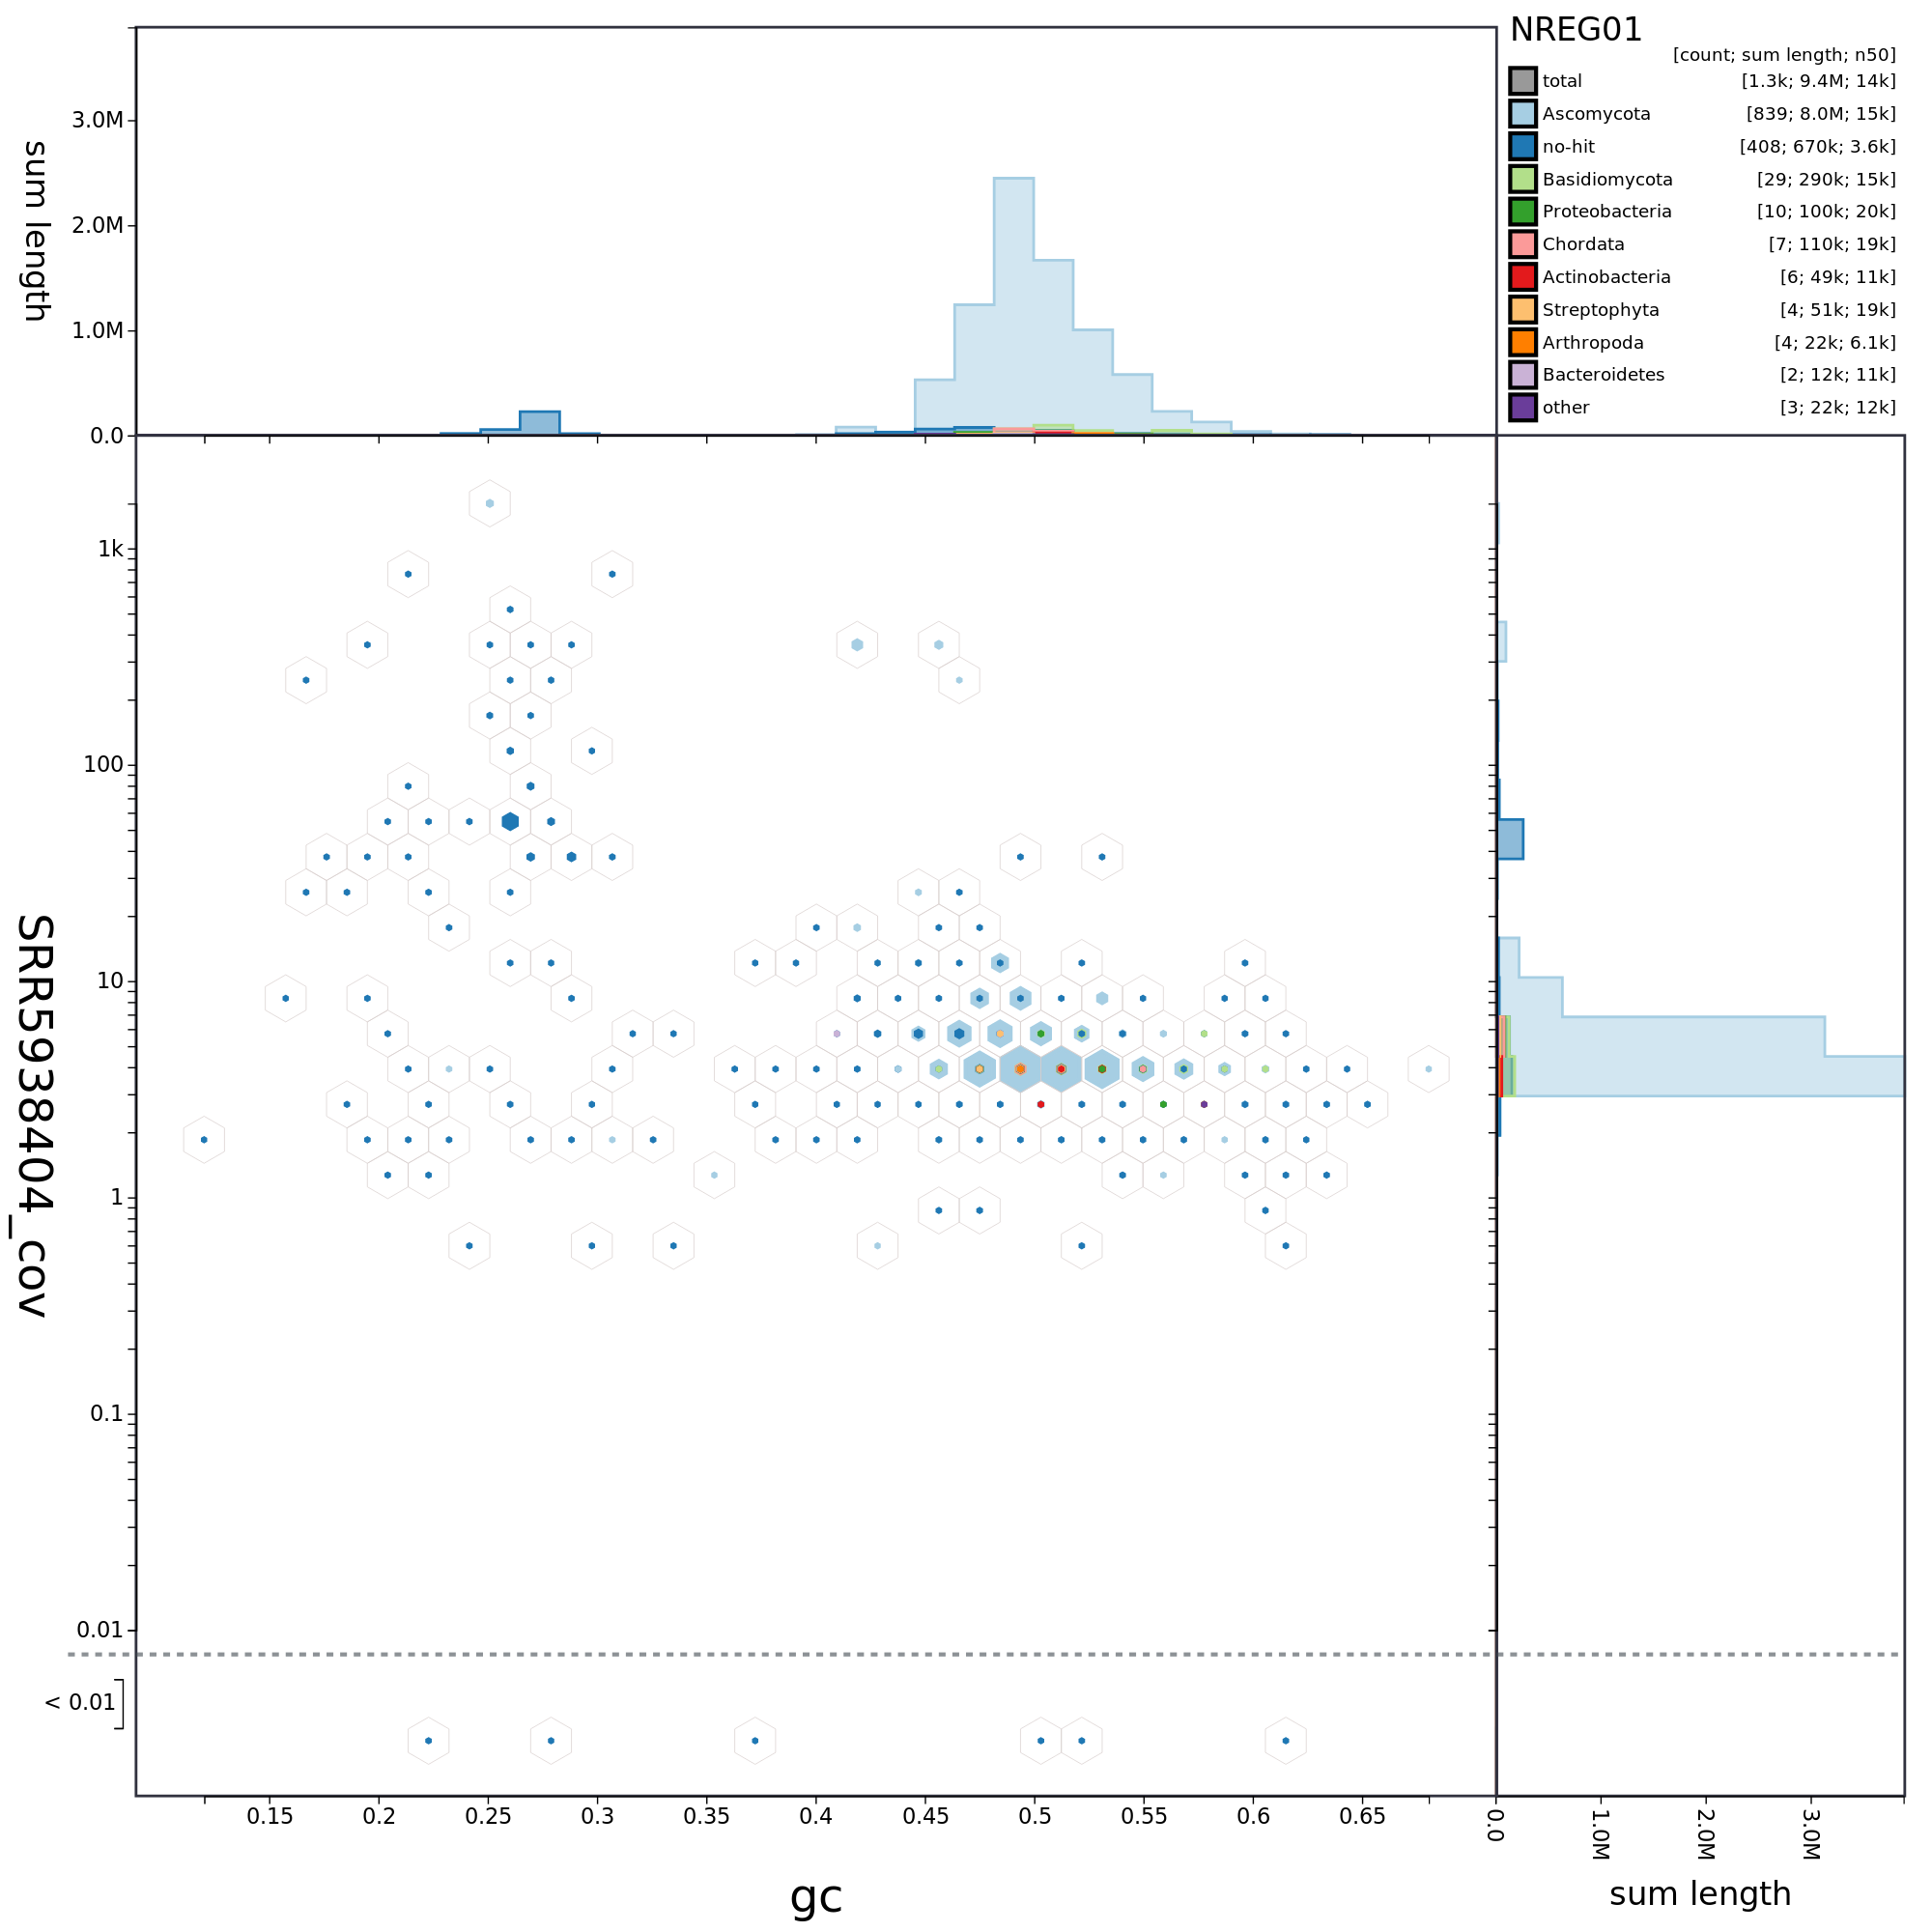 NREG01
[count; sum length; n50]
total [1.3k; 9.4M; 14k]
Ascomycota [839; 8.0M; 15k]
no-hit [408; 670k; 3.6k]
Basidiomycota [29; 290k; 15k]
Proteobacteria [10; 100k; 20k]
Chordata [7; 110k; 19k]
Actinobacteria [6; 49k; 11k]
Streptophyta [4; 51k; 19k]
Arthropoda [4; 22k; 6.1k]
Bacteroidetes [2; 12k; 11k]
other [3; 22k; 12k]
sum length
3.0M
2.0M
1.0M
0.0
SRR5938404_cov
1k
100
10
1
0.1
0.01
< 0.01
0.15 0.2 0.25 0.3 0.35 0.4 0.45 0.5 0.55 0.6 0.65
gc
0.0 1.0M 2.0M 3.0M
sum length